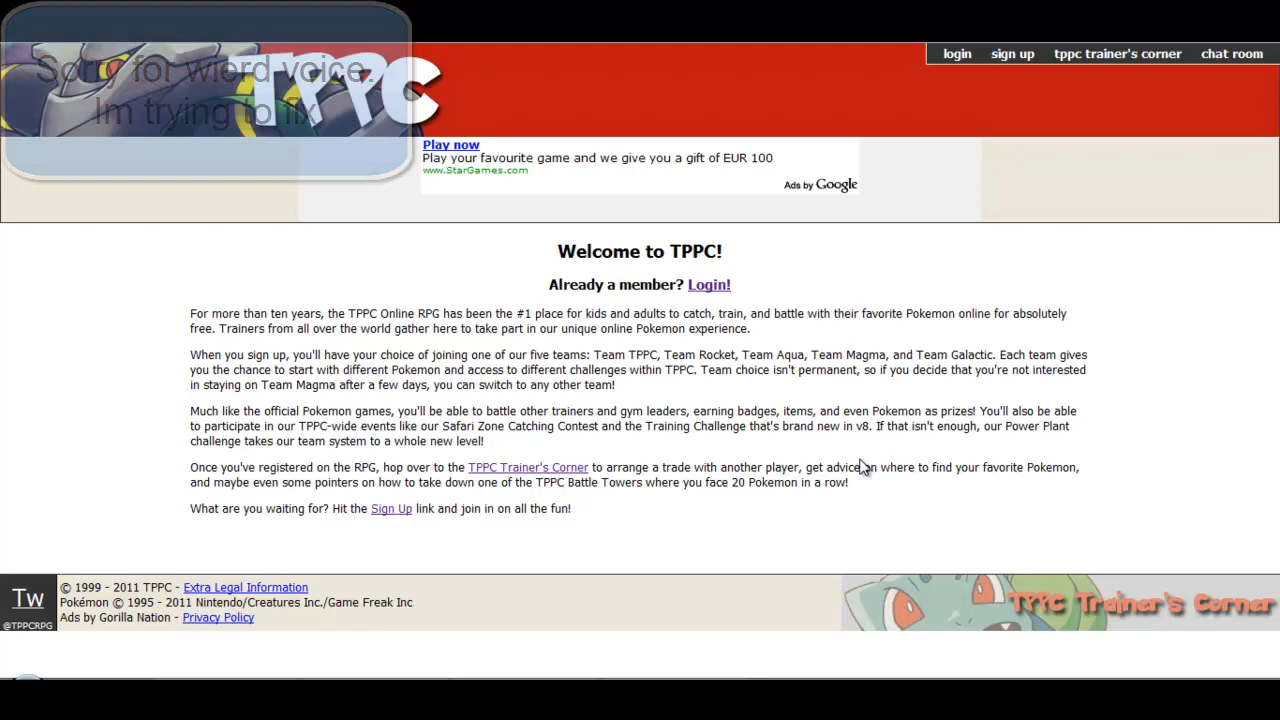 Sorry for wierd voice.
Im trying to fix
TPPC
login sign up tppc trainer's corner chat room
Play now
Play your favourite game and we give you a gift of EUR 100
www.StarGames.com
Ads by Google
Welcome to TPPC!
Already a member? Login!
For more than ten years, the TPPC Online RPG has been the #1 place for kids and adults to catch, train, and battle with their favorite Pokemon online for absolutely
free. Trainers from all over the world gather here to take part in our unique online Pokemon experience.
When you sign up, you'll have your choice of joining one of our five teams: Team TPPC, Team Rocket, Team Aqua, Team Magma, and Team Galactic. Each team gives
you the chance to start with different Pokemon and access to different challenges within TPPC. Team choice isn't permanent, so if you decide that you're not interested
in staying on Team Magma after a few days, you can switch to any other team!
Much like the official Pokemon games, you'll be able to battle other trainers and gym leaders, earning badges, items, and even Pokemon as prizes! You'll also be able
to participate in our TPPC-wide events like our Safari Zone Catching Contest and the Training Challenge that's brand new in v8. If that isn't enough, our Power Plant
challenge takes our team system to a whole new level!
Once you've registered on the RPG, hop over to the TPPC Trainer's Corner to arrange a trade with another player, get advice on where to find your favorite Pokemon,
and maybe even some pointers on how to take down one of the TPPC Battle Towers where you face 20 Pokemon in a row!
What are you waiting for? Hit the Sign Up link and join in on all the fun!
Tw
@TPPCRPG
© 1999 - 2011 TPPC - Extra Legal Information
Pokémon © 1995 - 2011 Nintendo/Creatures Inc./Game Freak Inc
Ads by Gorilla Nation - Privacy Policy
TPPC Trainer's Corner